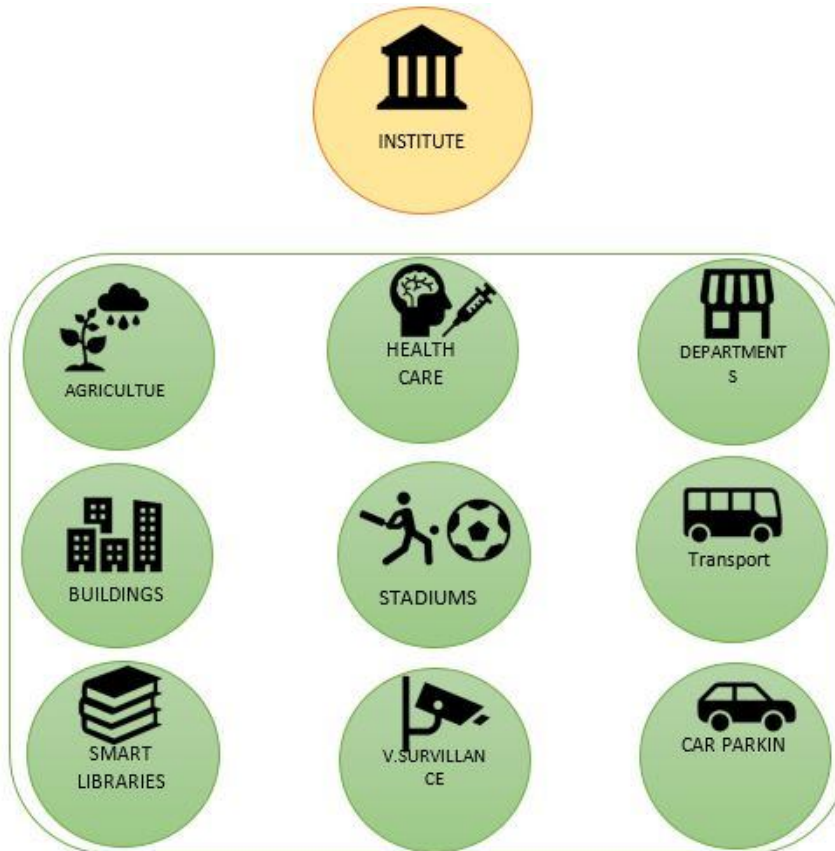 INSTITUTE
AGRICULTUE
HEALTH
CARE
DEPARTMENT
S
BUILDINGS
STADIUMS
Transport
SMART
LIBRARIES
V.SURVILLAN
CE
CAR PARKIN